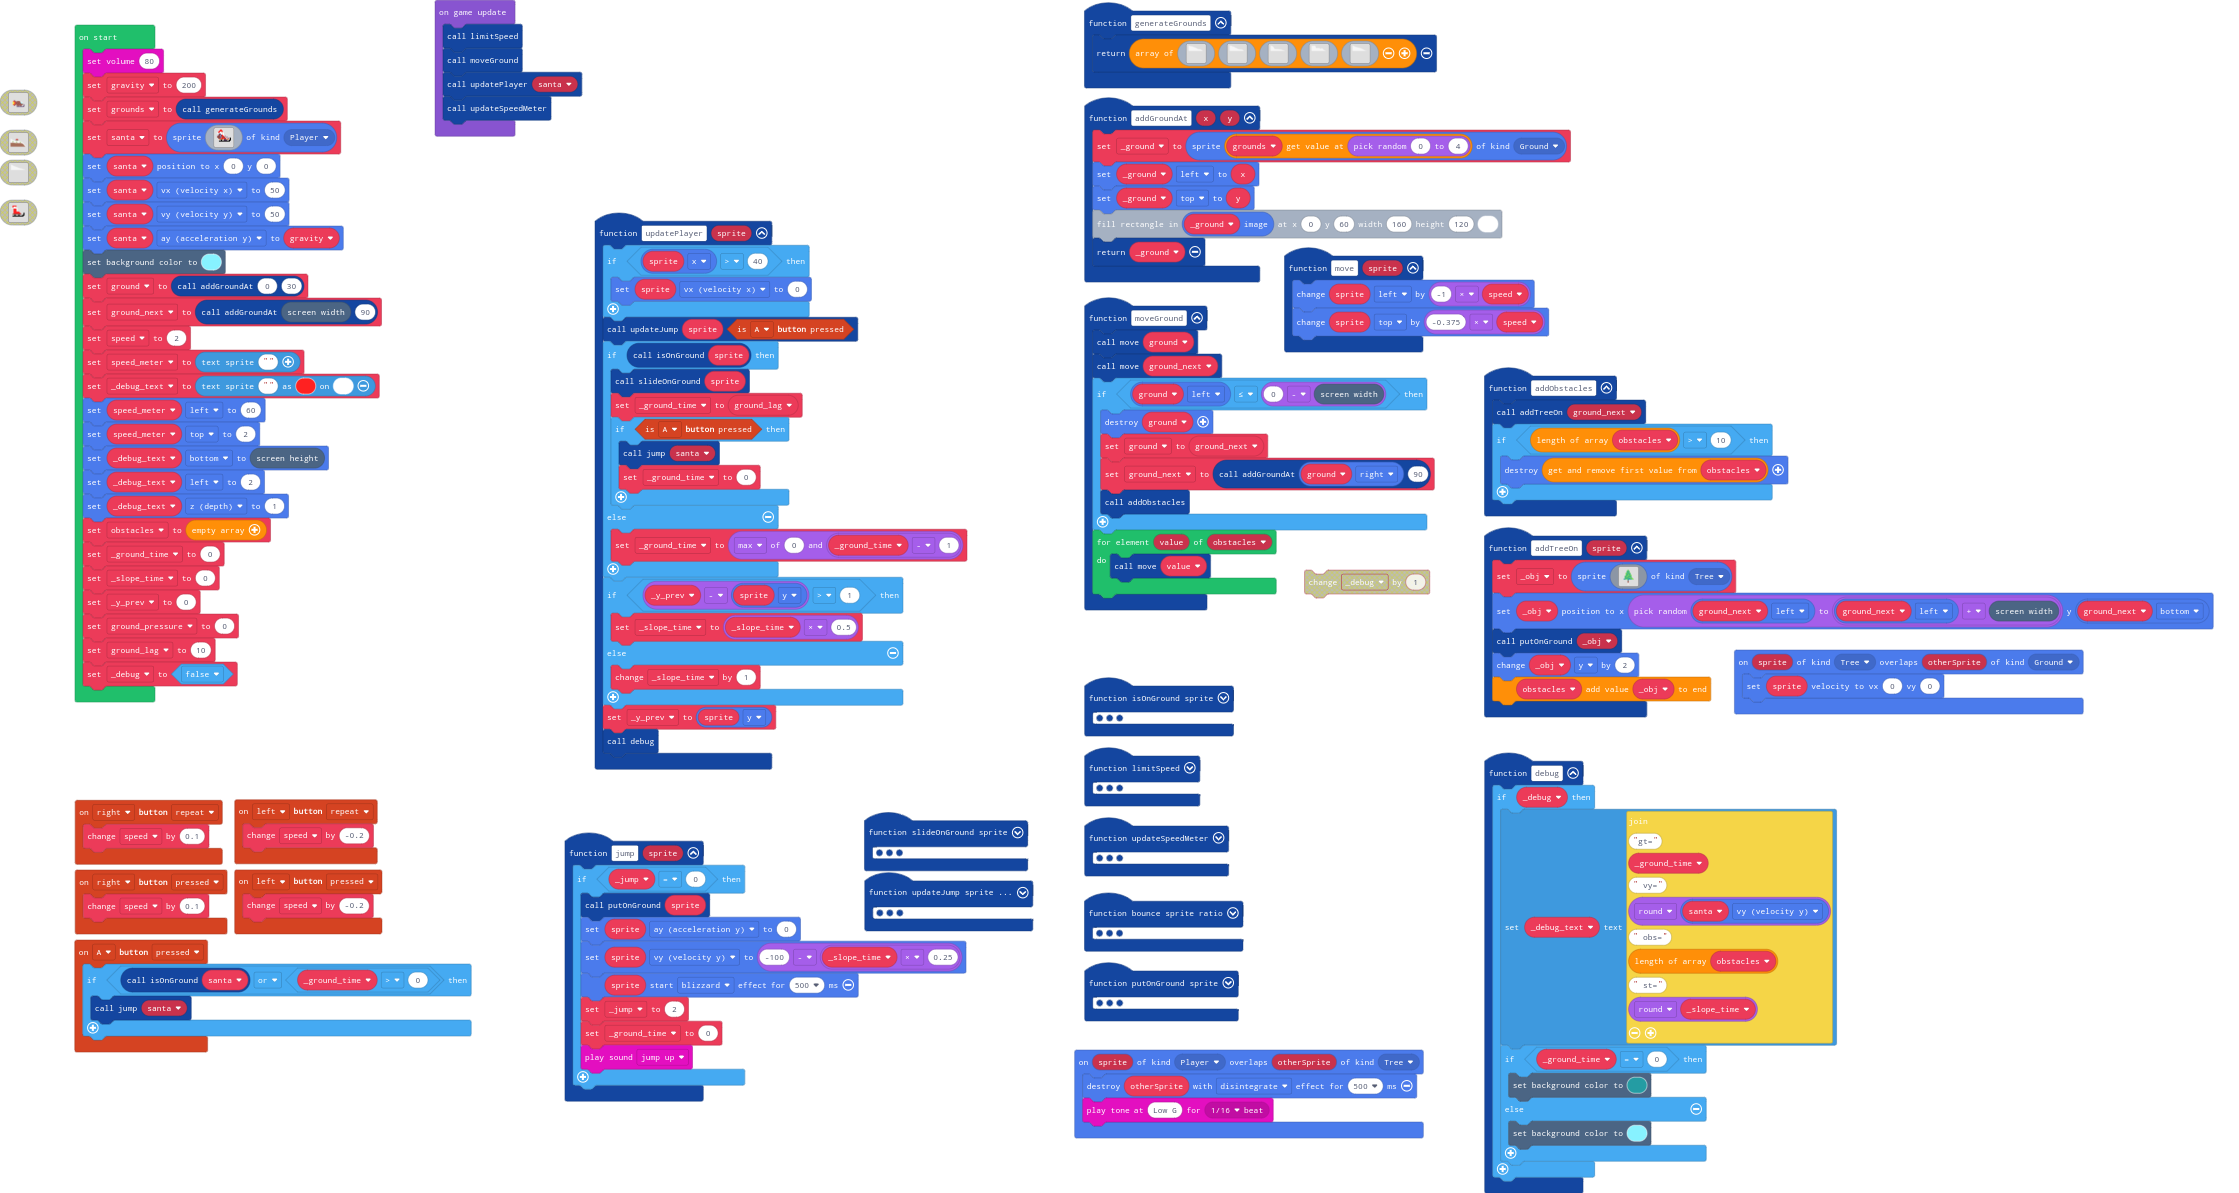 on start
set volume 80
set gravity to 200
set grounds to call generateGrounds
set santa to sprite of kind Player
set santa position to x 0 y 0
set santa vx (velocity x) to 50
set santa vy (velocity y) to 50
set santa ay (acceleration y) to gravity
set background color to
set ground to call addGroundAt 0 30
set ground_next to call addGroundAt screen width 90
set speed to 2
set speed_meter to text sprite ""
set _debug_text to text sprite "" as on
set speed_meter left to 60
set speed_meter top to 2
set _debug_text bottom to screen height
set _debug_text left to 2
set _debug_text z (depth) to 1
set obstacles to empty array
set _ground_time to 0
set _slope_time to 0
set _y_prev to 0
set ground_pressure to 0
set ground_lag to 10
set _debug to false
on right button repeat
change speed by 0.1
on left button repeat
change speed by -0.2
on right button pressed
change speed by 0.1
on left button pressed
change speed by -0.2
on A button pressed
if call isOnGround santa or _ground_time > 0 then
call jump santa
on game update
call limitSpeed
call moveGround
call updatePlayer santa
call updateSpeedMeter
function updatePlayer sprite
if sprite x > 40 then
set sprite vx (velocity x) to 0
call updateJump sprite is A button pressed
if call isOnGround sprite then
call slideOnGround sprite
set _ground_time to ground_lag
if is A button pressed then
call jump santa
set _ground_time to 0
else
set _ground_time to max of 0 and _ground_time - 1
if _y_prev - sprite y > 1 then
set _slope_time to _slope_time × 0.5
else
change _slope_time by 1
set _y_prev to sprite y
call debug
function jump sprite
if _jump = 0 then
call putOnGround sprite
set sprite ay (acceleration y) to 0
set sprite vy (velocity y) to -100 - _slope_time × 0.25
sprite start blizzard effect for 500 ms
set _jump to 2
set _ground_time to 0
play sound jump up
function slideOnGround sprite
function updateJump sprite ...
function generateGrounds
return array of
function addGroundAt x y
set _ground to sprite grounds get value at pick random 0 to 4 of kind Ground
set _ground left to x
set _ground top to y
fill rectangle in _ground image at x 0 y 60 width 160 height 120
return _ground
function move sprite
change sprite left by -1 × speed
change sprite top by -0.375 × speed
function moveGround
call move ground
call move ground_next
if ground left ≤ 0 - screen width then
destroy ground
set ground to ground_next
set ground_next to call addGroundAt ground right 90
call addObstacles
for element value of obstacles
do call move value
change _debug by 1
function isOnGround sprite
function limitSpeed
function updateSpeedMeter
function bounce sprite ratio
function putOnGround sprite
on sprite of kind Player overlaps otherSprite of kind Tree
destroy otherSprite with disintegrate effect for 500 ms
play tone at Low G for 1/16 beat
function addObstacles
call addTreeOn ground_next
if length of array obstacles > 10 then
destroy get and remove first value from obstacles
function addTreeOn sprite
set _obj to sprite of kind Tree
set _obj position to x pick random ground_next left to ground_next left + screen width y ground_next bottom
call putOnGround _obj
change _obj y by 2
obstacles add value _obj to end
on sprite of kind Tree overlaps otherSprite of kind Ground
set sprite velocity to vx 0 vy 0
function debug
if _debug then
set _debug_text text join
"gt="
_ground_time
" vy="
round santa vy (velocity y)
" obs="
length of array obstacles
" st="
round _slope_time
if _ground_time = 0 then
set background color to
else
set background color to